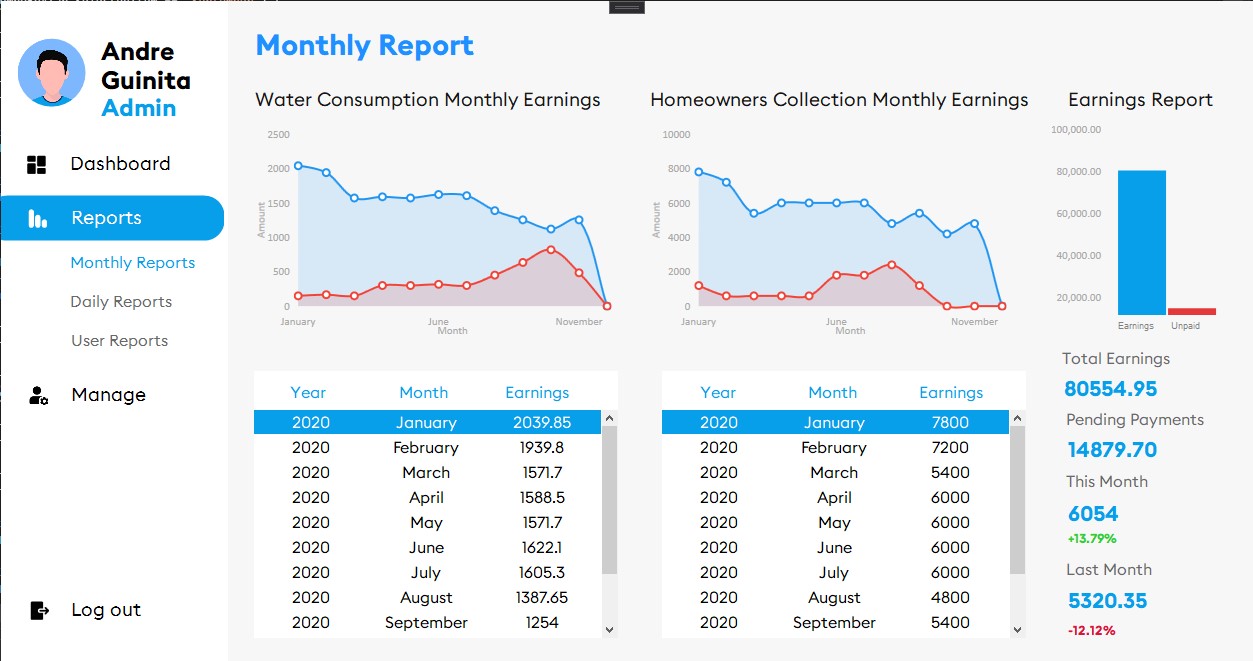 Andre
Guinita
Admin
Dashboard
Reports
Monthly Reports
Daily Reports
User Reports
Manage
Log out
Monthly Report
Water Consumption Monthly Earnings
2500
2000
1500
1000
500
0
Amount
January June November
Month
Homeowners Collection Monthly Earnings
10000
8000
6000
4000
2000
0
Amount
January June November
Month
Earnings Report
100,000.00
80,000.00
60,000.00
40,000.00
20,000.00
Earnings Unpaid
Year Month Earnings
2020 January 2039.85
2020 February 1939.8
2020 March 1571.7
2020 April 1588.5
2020 May 1571.7
2020 June 1622.1
2020 July 1605.3
2020 August 1387.65
2020 September 1254
Year Month Earnings
2020 January 7800
2020 February 7200
2020 March 5400
2020 April 6000
2020 May 6000
2020 June 6000
2020 July 6000
2020 August 4800
2020 September 5400
Total Earnings
80554.95
Pending Payments
14879.70
This Month
6054
+13.79%
Last Month
5320.35
-12.12%